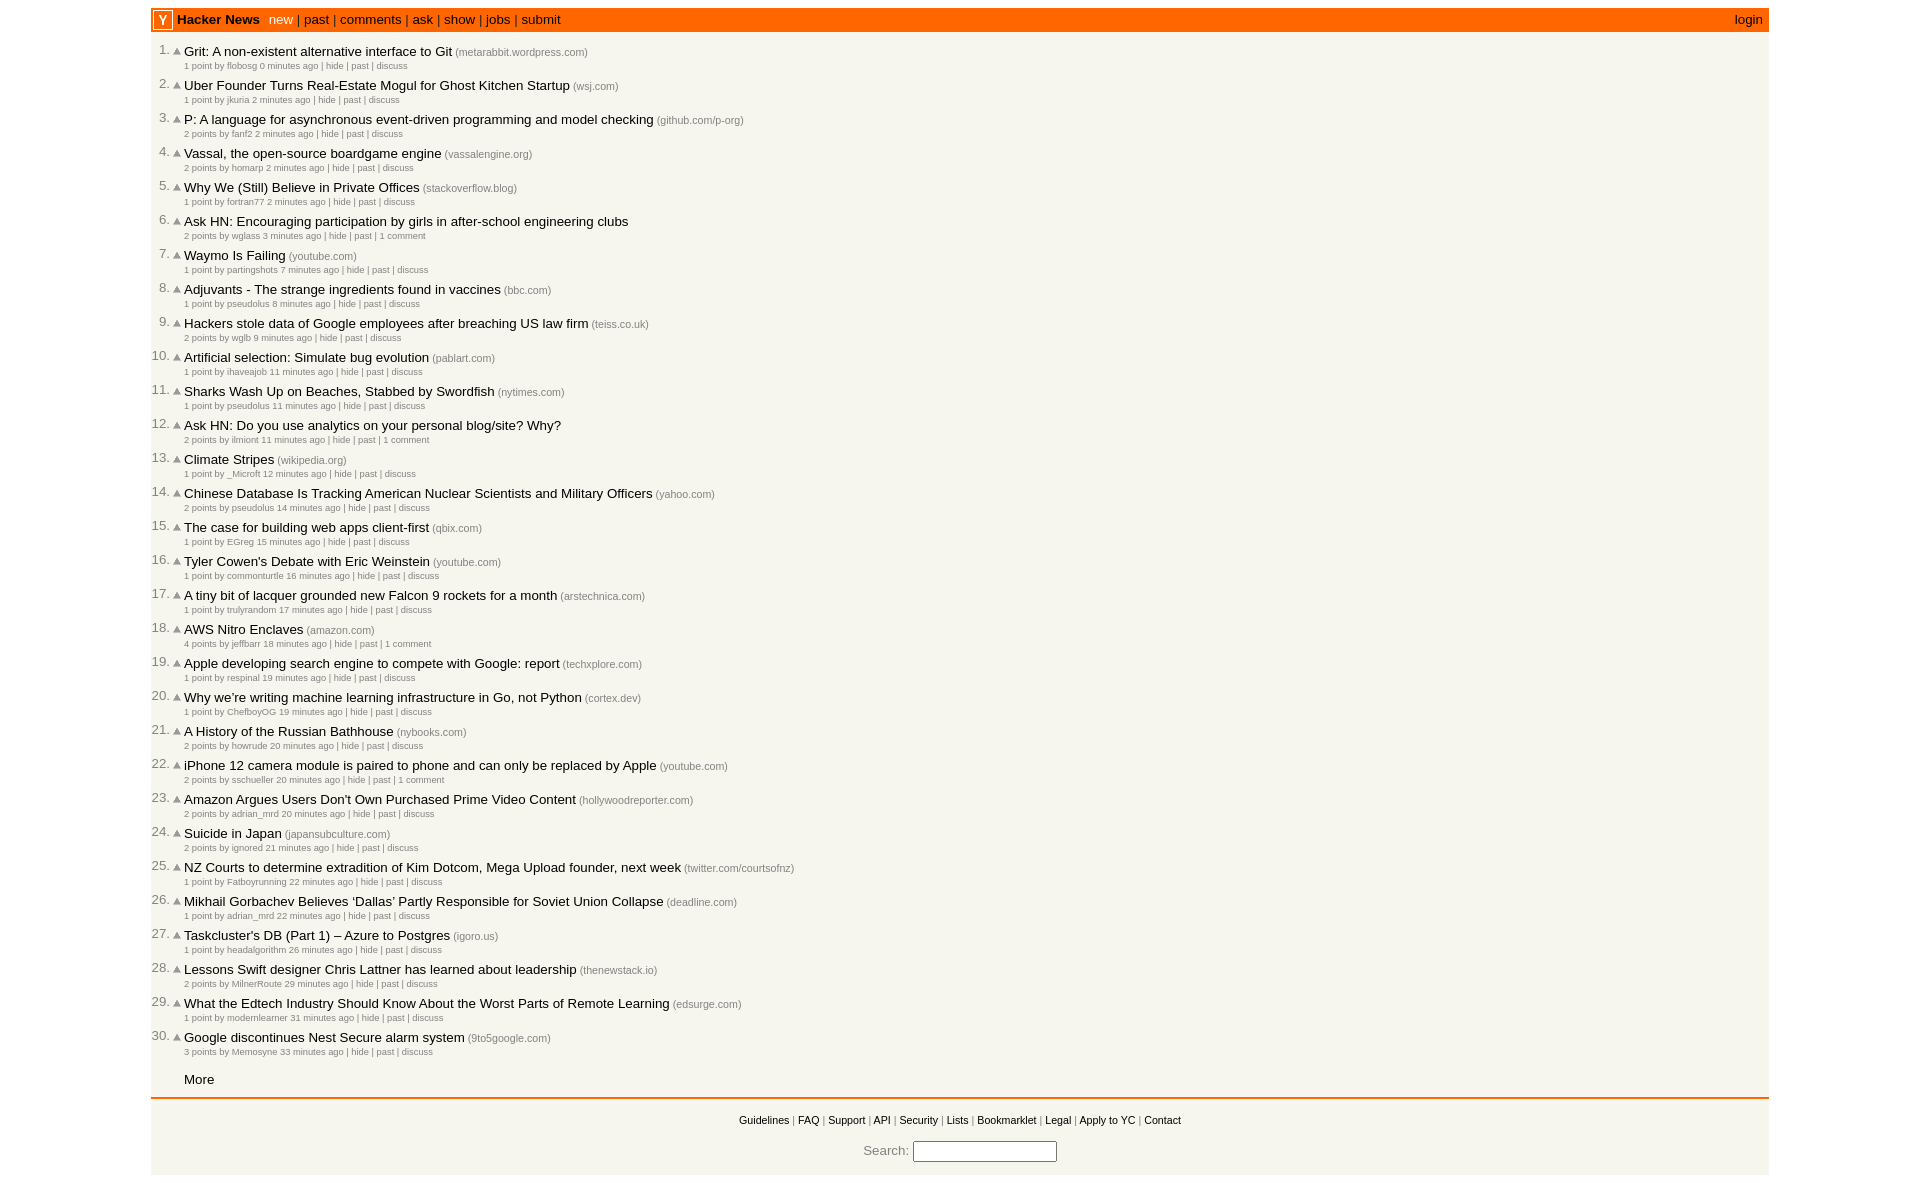 Y Hacker News new | past | comments | ask | show | jobs | submit login
1. Grit: A non-existent alternative interface to Git (metarabbit.wordpress.com)
1 point by flobosg 0 minutes ago | hide | past | discuss
2. Uber Founder Turns Real-Estate Mogul for Ghost Kitchen Startup (wsj.com)
1 point by jkuria 2 minutes ago | hide | past | discuss
3. P: A language for asynchronous event-driven programming and model checking (github.com/p-org)
2 points by fanf2 2 minutes ago | hide | past | discuss
4. Vassal, the open-source boardgame engine (vassalengine.org)
2 points by homarp 2 minutes ago | hide | past | discuss
5. Why We (Still) Believe in Private Offices (stackoverflow.blog)
1 point by fortran77 2 minutes ago | hide | past | discuss
6. Ask HN: Encouraging participation by girls in after-school engineering clubs
2 points by wglass 3 minutes ago | hide | past | 1 comment
7. Waymo Is Failing (youtube.com)
1 point by partingshots 7 minutes ago | hide | past | discuss
8. Adjuvants - The strange ingredients found in vaccines (bbc.com)
1 point by pseudolus 8 minutes ago | hide | past | discuss
9. Hackers stole data of Google employees after breaching US law firm (teiss.co.uk)
2 points by wglb 9 minutes ago | hide | past | discuss
10. Artificial selection: Simulate bug evolution (pablart.com)
1 point by ihaveajob 11 minutes ago | hide | past | discuss
11. Sharks Wash Up on Beaches, Stabbed by Swordfish (nytimes.com)
1 point by pseudolus 11 minutes ago | hide | past | discuss
12. Ask HN: Do you use analytics on your personal blog/site? Why?
2 points by ilmiont 11 minutes ago | hide | past | 1 comment
13. Climate Stripes (wikipedia.org)
1 point by _Microft 12 minutes ago | hide | past | discuss
14. Chinese Database Is Tracking American Nuclear Scientists and Military Officers (yahoo.com)
2 points by pseudolus 14 minutes ago | hide | past | discuss
15. The case for building web apps client-first (qbix.com)
1 point by EGreg 15 minutes ago | hide | past | discuss
16. Tyler Cowen's Debate with Eric Weinstein (youtube.com)
1 point by commonturtle 16 minutes ago | hide | past | discuss
17. A tiny bit of lacquer grounded new Falcon 9 rockets for a month (arstechnica.com)
1 point by trulyrandom 17 minutes ago | hide | past | discuss
18. AWS Nitro Enclaves (amazon.com)
4 points by jeffbarr 18 minutes ago | hide | past | 1 comment
19. Apple developing search engine to compete with Google: report (techxplore.com)
1 point by respinal 19 minutes ago | hide | past | discuss
20. Why we’re writing machine learning infrastructure in Go, not Python (cortex.dev)
1 point by ChefboyOG 19 minutes ago | hide | past | discuss
21. A History of the Russian Bathhouse (nybooks.com)
2 points by howrude 20 minutes ago | hide | past | discuss
22. iPhone 12 camera module is paired to phone and can only be replaced by Apple (youtube.com)
2 points by sschueller 20 minutes ago | hide | past | 1 comment
23. Amazon Argues Users Don't Own Purchased Prime Video Content (hollywoodreporter.com)
2 points by adrian_mrd 20 minutes ago | hide | past | discuss
24. Suicide in Japan (japansubculture.com)
2 points by ignored 21 minutes ago | hide | past | discuss
25. NZ Courts to determine extradition of Kim Dotcom, Mega Upload founder, next week (twitter.com/courtsofnz)
1 point by Fatboyrunning 22 minutes ago | hide | past | discuss
26. Mikhail Gorbachev Believes ‘Dallas’ Partly Responsible for Soviet Union Collapse (deadline.com)
1 point by adrian_mrd 22 minutes ago | hide | past | discuss
27. Taskcluster's DB (Part 1) – Azure to Postgres (igoro.us)
1 point by headalgorithm 26 minutes ago | hide | past | discuss
28. Lessons Swift designer Chris Lattner has learned about leadership (thenewstack.io)
2 points by MilnerRoute 29 minutes ago | hide | past | discuss
29. What the Edtech Industry Should Know About the Worst Parts of Remote Learning (edsurge.com)
1 point by modernlearner 31 minutes ago | hide | past | discuss
30. Google discontinues Nest Secure alarm system (9to5google.com)
3 points by Memosyne 33 minutes ago | hide | past | discuss
More
Guidelines | FAQ | Support | API | Security | Lists | Bookmarklet | Legal | Apply to YC | Contact
Search: